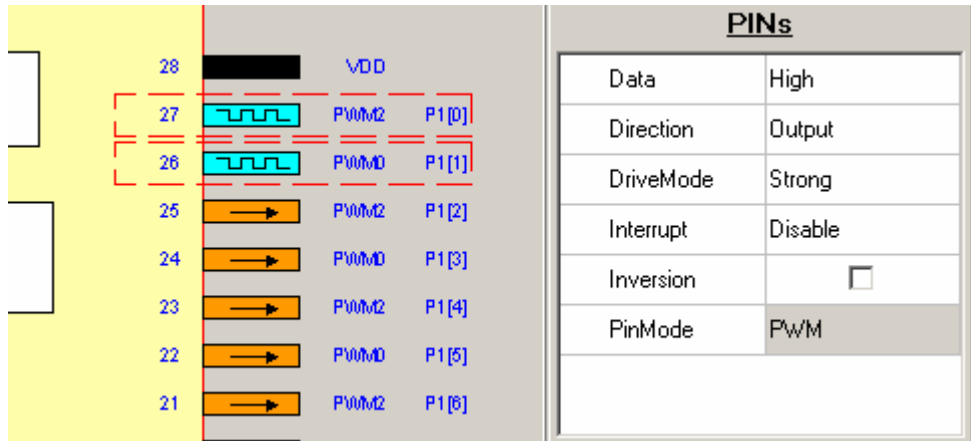 28 VDD
27 PWM2 P1[0]
26 PWM0 P1[1]
25 PWM2 P1[2]
24 PWM0 P1[3]
23 PWM2 P1[4]
22 PWM0 P1[5]
21 PWM2 P1[6]
PINs
Data High
Direction Output
DriveMode Strong
Interrupt Disable
Inversion
PinMode PWM